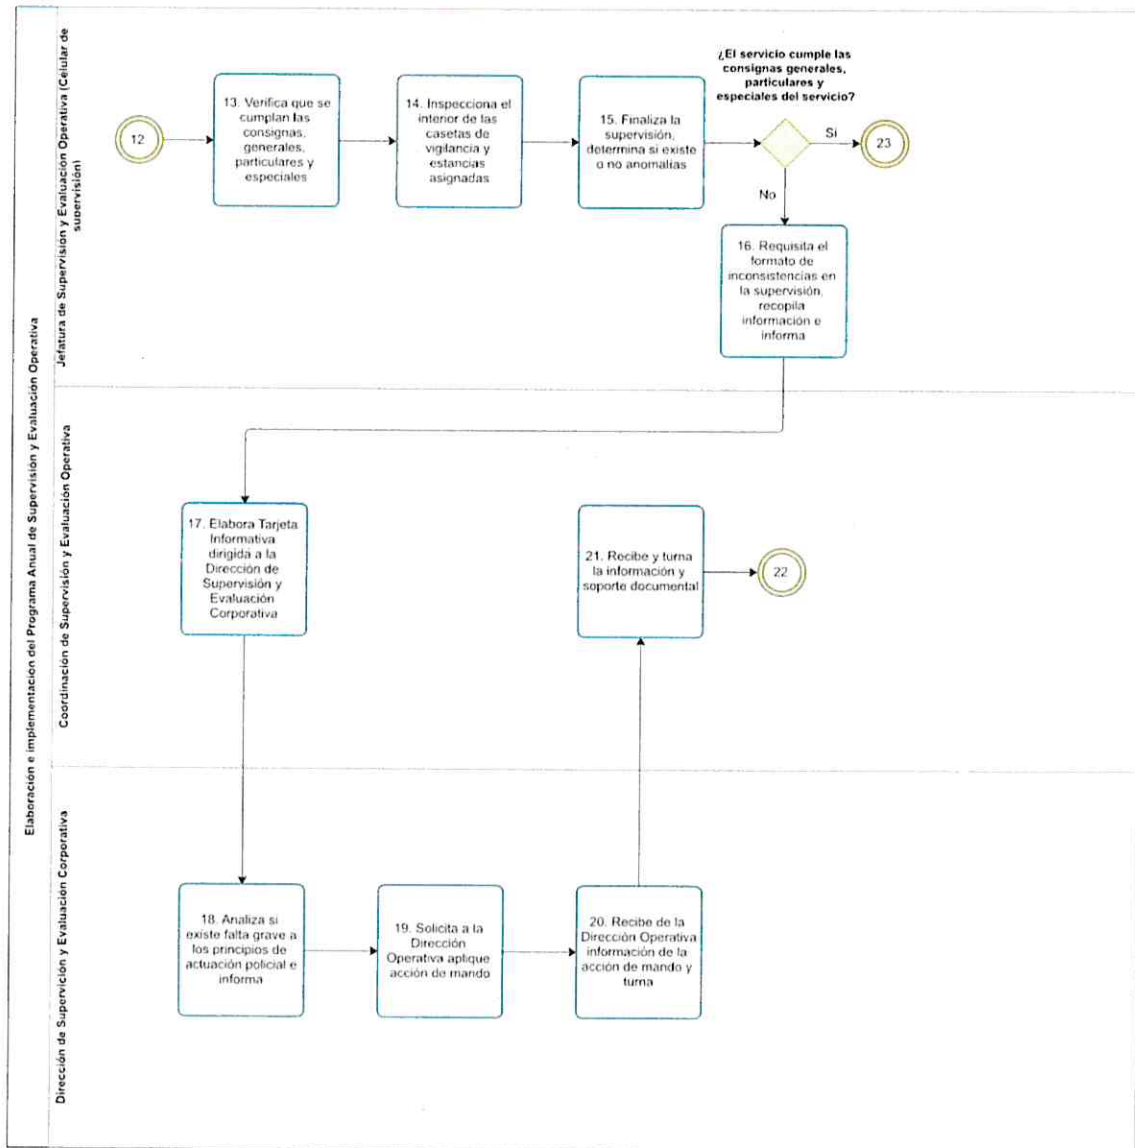 Elaboración e implementación del Programa Anual de Supervisión y Evaluación Operativa
Jefatura de Supervisión y Evaluación Operativa (Celular de
supervisión)
12
13. Verifica que se
cumplan las
consignas,
generales,
particulares y
especiales
14. Inspecciona el
interior de las
casetas de
vigilancia y
estancias
asignadas
15. Finaliza la
supervisión,
determina si existe
o no anomalías
¿El servicio cumple las
consignas generales,
particulares y
especiales del servicio?
Si
23
No
16. Requisita el
formato de
inconsistencias en
la supervisión,
recopila
información e
informa
Coordinación de Supervisión y Evaluación Operativa
17. Elabora Tarjeta
Informativa
dirigida a la
Dirección de
Supervisión y
Evaluación
Corporativa
21. Recibe y turna
la información y
soporte documental
22
Dirección de Supervición y Evaluación Corporativa
18. Analiza si
existe falta grave a
los principios de
actuación policial e
informa
19. Solicita a la
Dirección
Operativa aplique
acción de mando
20. Recibe de la
Dirección Operativa
información de la
acción de mando y
turna